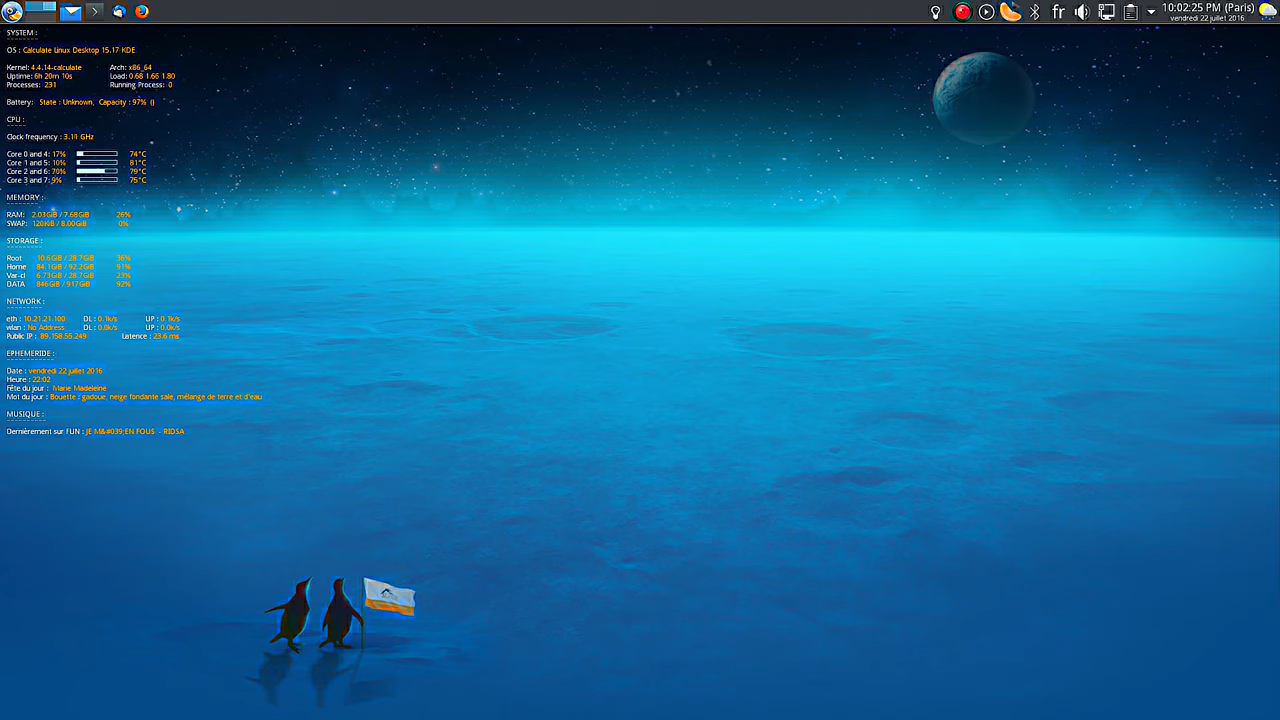 fr
10:02:25 PM (Paris)
vendredi 22 juillet 2016
SYSTEM :
OS : Calculate Linux Desktop 15.17 KDE
Kernel: 4.4.14-calculate Arch: x86_64
Uptime: 6h 20m 10s Load: 0.68 1.66 1.80
Processes: 231 Running Process: 0
Battery: State : Unknown, Capacity : 97% ()
CPU :
Clock frequency : 3.11 GHz
Core 0 and 4: 17% 74°C
Core 1 and 5: 10% 81°C
Core 2 and 6: 70% 79°C
Core 3 and 7: 9% 75°C
MEMORY :
RAM: 2.03GiB / 7.68GiB 26%
SWAP: 120KiB / 8.00GiB 0%
STORAGE :
Root 10.6GiB / 28.7GiB 36%
Home 84.1GiB / 92.2GiB 91%
Var-cl 6.73GiB / 28.7GiB 23%
DATA 846GiB / 917GiB 92%
NETWORK :
eth : 10.21.21.100 DL : 0.1k/s UP : 0.1k/s
wlan : No Address DL : 0.0k/s UP : 0.0k/s
Public IP : 89.158.55.249 Latence : 23.6 ms
EPHEMERIDE :
Date : vendredi 22 juillet 2016
Heure : 22:02
Fête du jour : Marie Madeleine
Mot du jour : Bouette : gadoue, neige fondante sale, mélange de terre et d'eau
MUSIQUE :
Dernièrement sur FUN : JE M&#039;EN FOUS - RIDSA